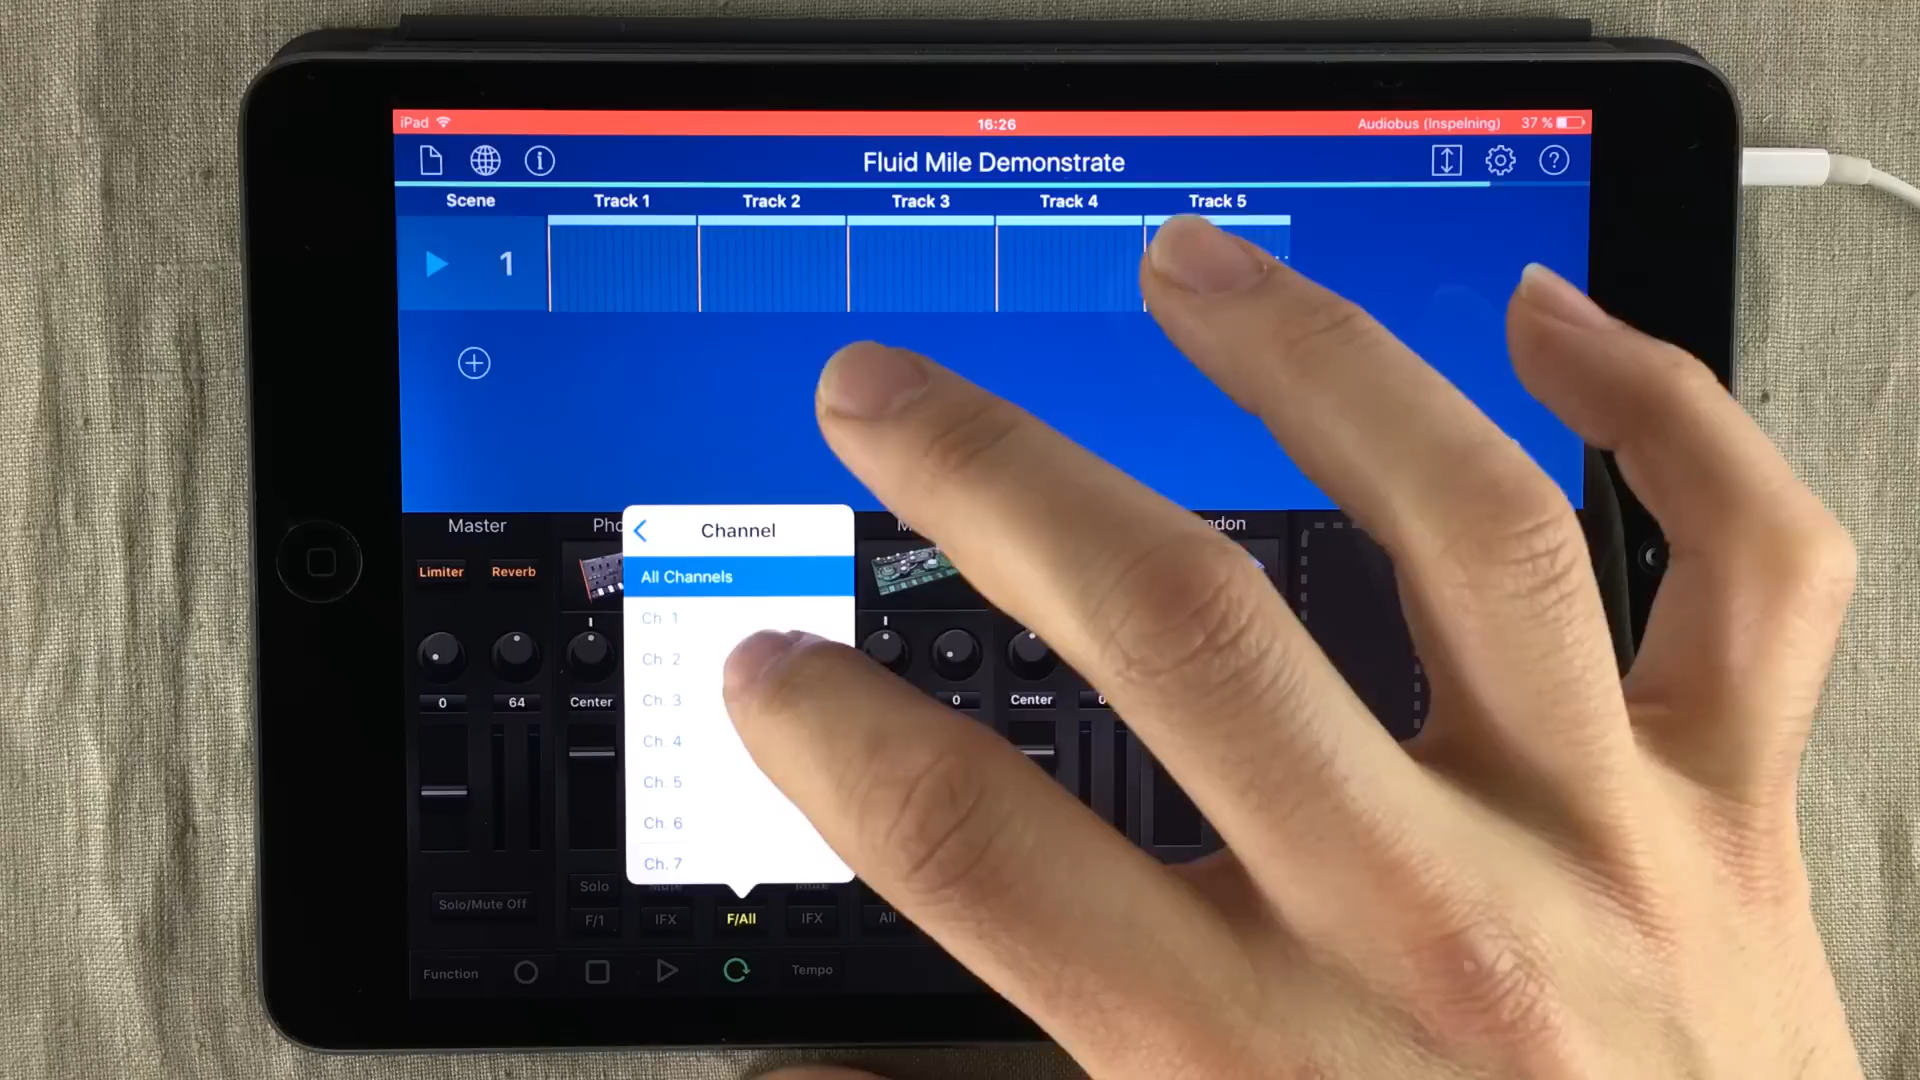 iPad 16:26 Audiobus (Inspelning) 37 %
Fluid Mile Demonstrate
Scene Track 1 Track 2 Track 3 Track 4 Track 5
1
Master
Channel
Limiter Reverb
All Channels
Ch. 1
Ch. 2
Ch. 3
Ch. 4
Ch. 5
Ch. 6
Ch. 7
0 64 Center 0 Center 0
Solo Mute
Solo/Mute Off
F/1 IFX F/All IFX All
Function Tempo